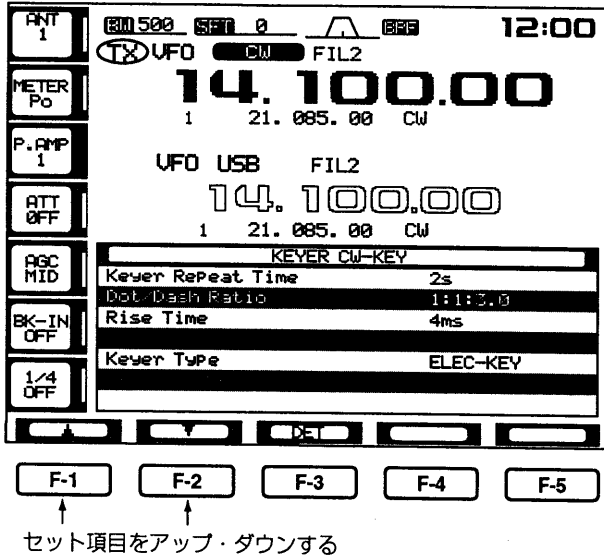 ANT
1
BW 500 SFT 0 BPF 12:00
TX VFO CW FIL2
METER
Po
14. 100.00
1 21. 085. 00 CW
P.AMP
1
VFO USB FIL2
ATT
OFF
14. 100.00
1 21. 085. 00 CW
AGC
MID
KEYER CW-KEY
Keyer Repeat Time 2s
Dot/Dash Ratio 1:1:3.0
BK-IN
OFF
Rise Time 4ms
Keyer Type ELEC-KEY
1/4
OFF
▲ ▼ DET
F-1 F-2 F-3 F-4 F-5
セット項目をアップ・ダウンする